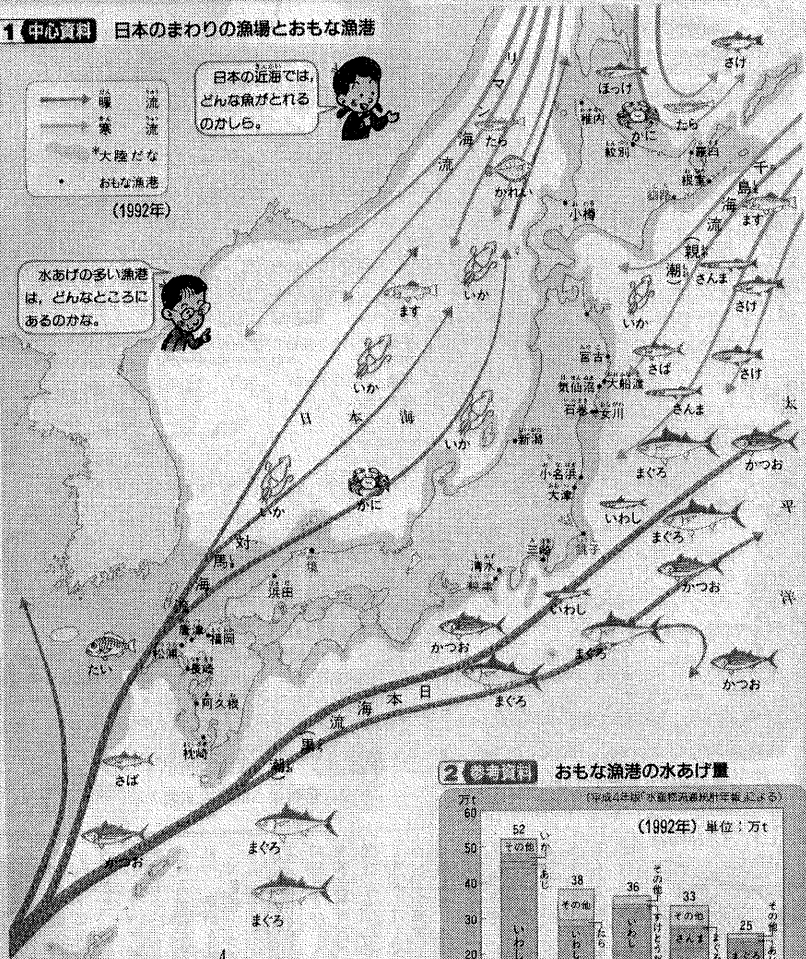 1 中心資料 日本のまわりの漁場とおもな漁港
日本の近海では,
どんな魚がとれる
のかしら。
暖流
寒流
*大陸だな
おもな漁港
(1992年)
水あげの多い漁港
は,どんなところに
あるのかな。
リマン海流
たら
かれい
ほっけ
さけ
かに
たら
稚内
紋別
羅臼
根室
釧路
小樽
千島海流(親潮)
ます
さんま
さけ
いか
さば
さけ
さんま
ます
いか
いか
いか
いか
かに
日本海
宮古
大船渡
気仙沼
石巻
女川
新潟
小名浜
大津
銚子
三崎
清水
焼津
まぐろ
かつお
いわし
まぐろ
かつお
いわし
まぐろ
かつお
かつお
まぐろ
太平洋
対馬海流
境
浜田
唐津
福岡
松浦
長崎
阿久根
枕崎
たい
さば
かつお
まぐろ
まぐろ
日本海流(黒潮)
4
2 参考資料 おもな漁港の水あげ量
(平成4年版「水産物流通統計年報」による)
万t
(1992年)単位:万t
60
50
40
30
20
52
その他
いか
あじ
いわし
38
その他
たら
いわし
36
その他
いわし
33
その他
さんま
まぐろ
25
その他
まぐろ